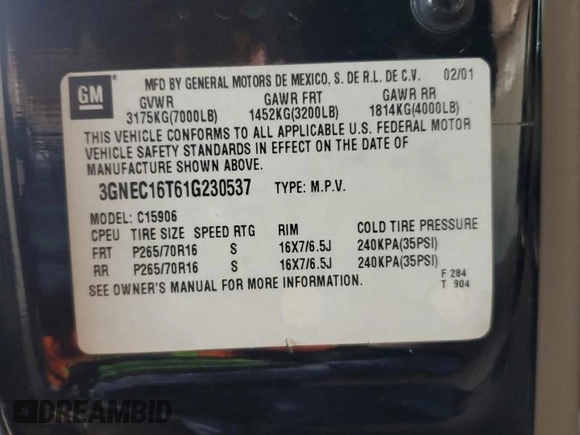 GM
MFD BY GENERAL MOTORS DE MEXICO, S. DE R.L. DE C.V. 02/01
GVWR GAWR FRT GAWR RR
3175KG(7000LB) 1452KG(3200LB) 1814KG(4000LB)
THIS VEHICLE CONFORMS TO ALL APPLICABLE U.S. FEDERAL MOTOR
VEHICLE SAFETY STANDARDS IN EFFECT ON THE DATE OF
MANUFACTURE SHOWN ABOVE.
3GNEC16T61G230537 TYPE: M.P.V.
MODEL: C15906
CPEU TIRE SIZE SPEED RTG RIM COLD TIRE PRESSURE
FRT P265/70R16 S 16X7/6.5J 240KPA(35PSI)
RR P265/70R16 S 16X7/6.5J 240KPA(35PSI)
SEE OWNER'S MANUAL FOR MORE INFORMATION.
F 284
T 904
DREAMBID